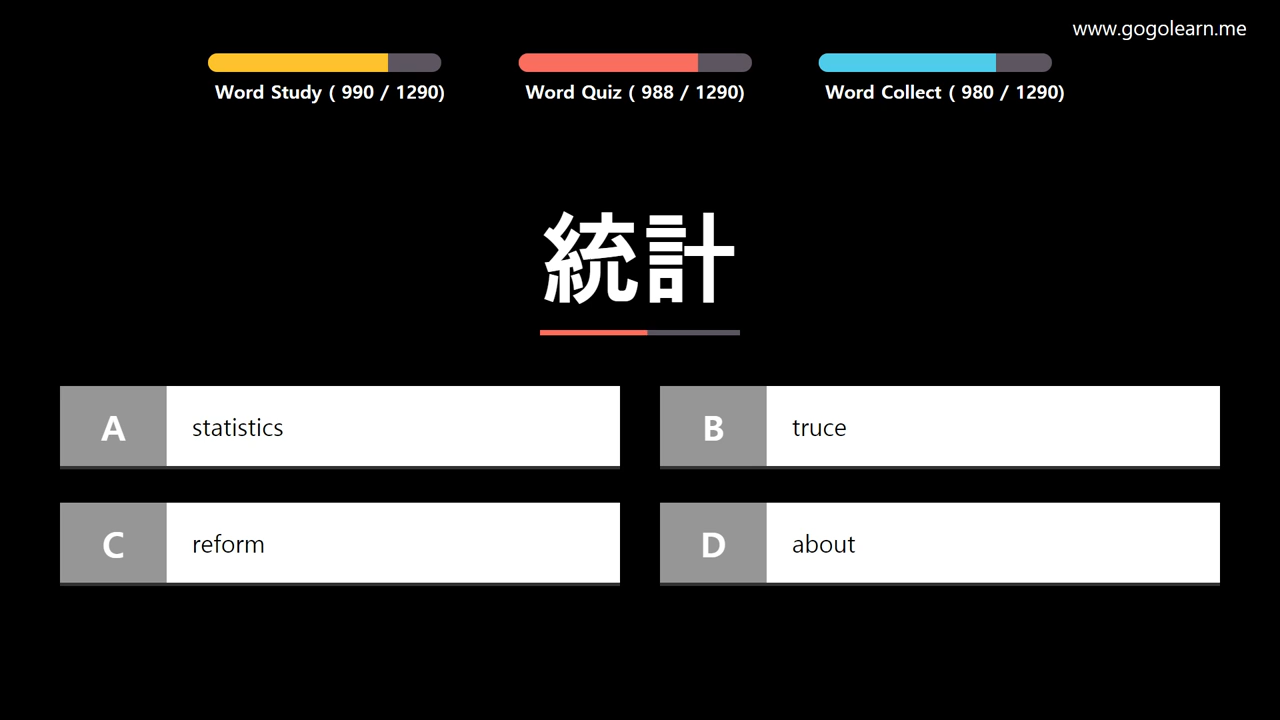 www.gogolearn.me
Word Study ( 990 / 1290)
Word Quiz ( 988 / 1290)
Word Collect ( 980 / 1290)
統計
A statistics
B truce
C reform
D about